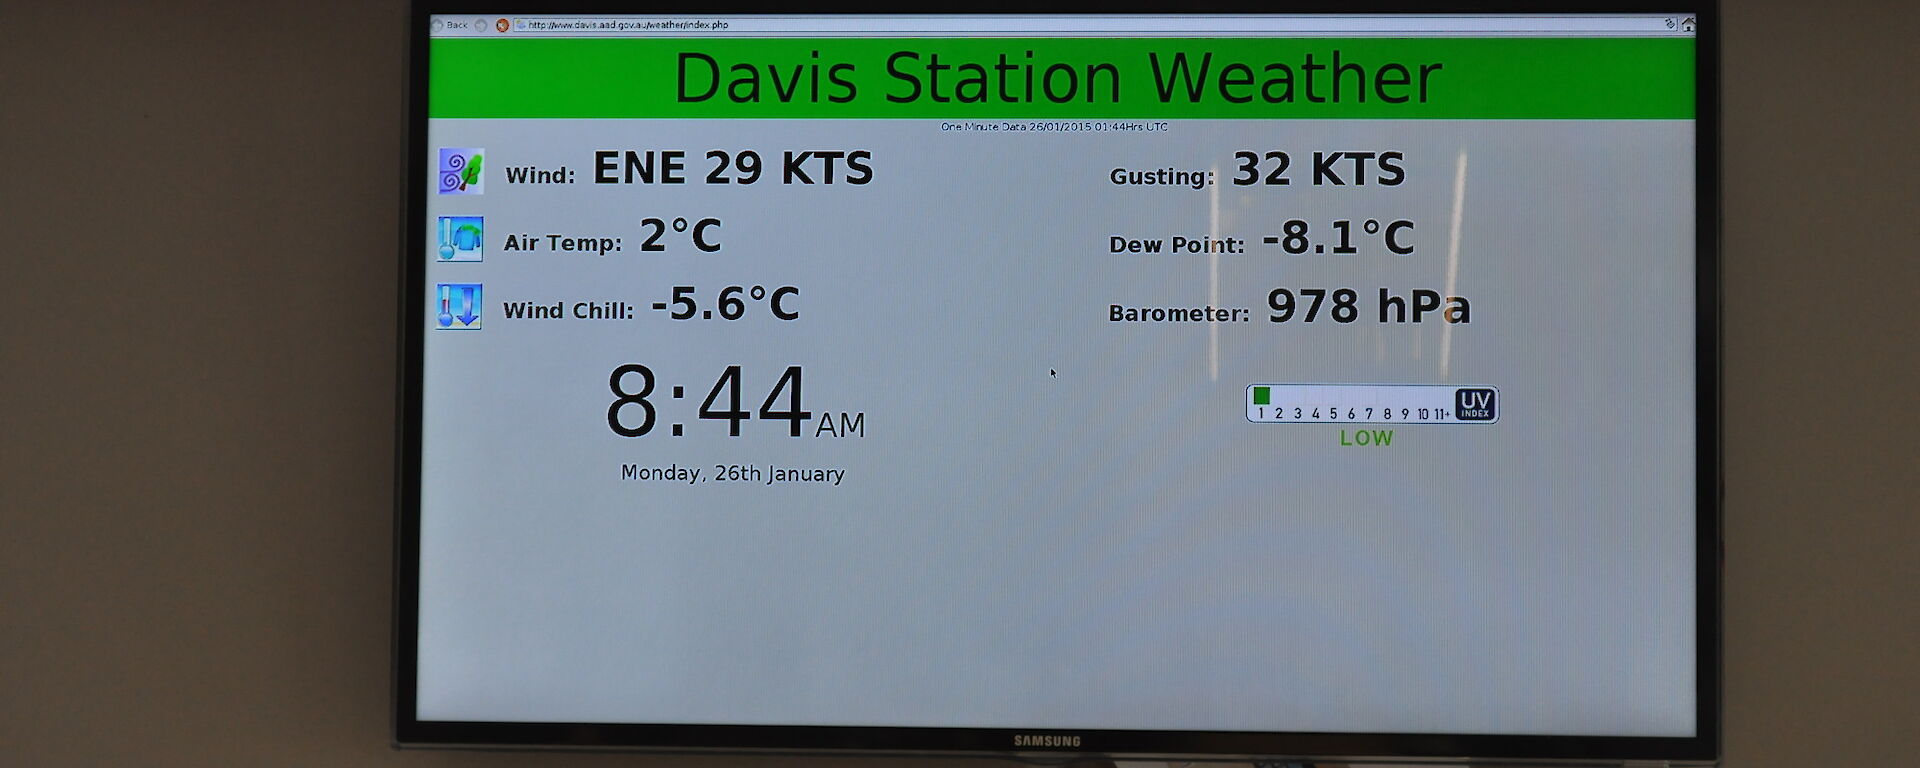 Back http://www.davis.aad.gov.au/weather/index.php
Davis Station Weather
One Minute Data 26/01/2015 01:44Hrs UTC
Wind: ENE 29 KTS
Gusting: 32 KTS
Air Temp: 2°C
Dew Point: -8.1°C
Wind Chill: -5.6°C
Barometer: 978 hPa
8:44AM
Monday, 26th January
1 2 3 4 5 6 7 8 9 10 11+ UV INDEX
LOW
SAMSUNG